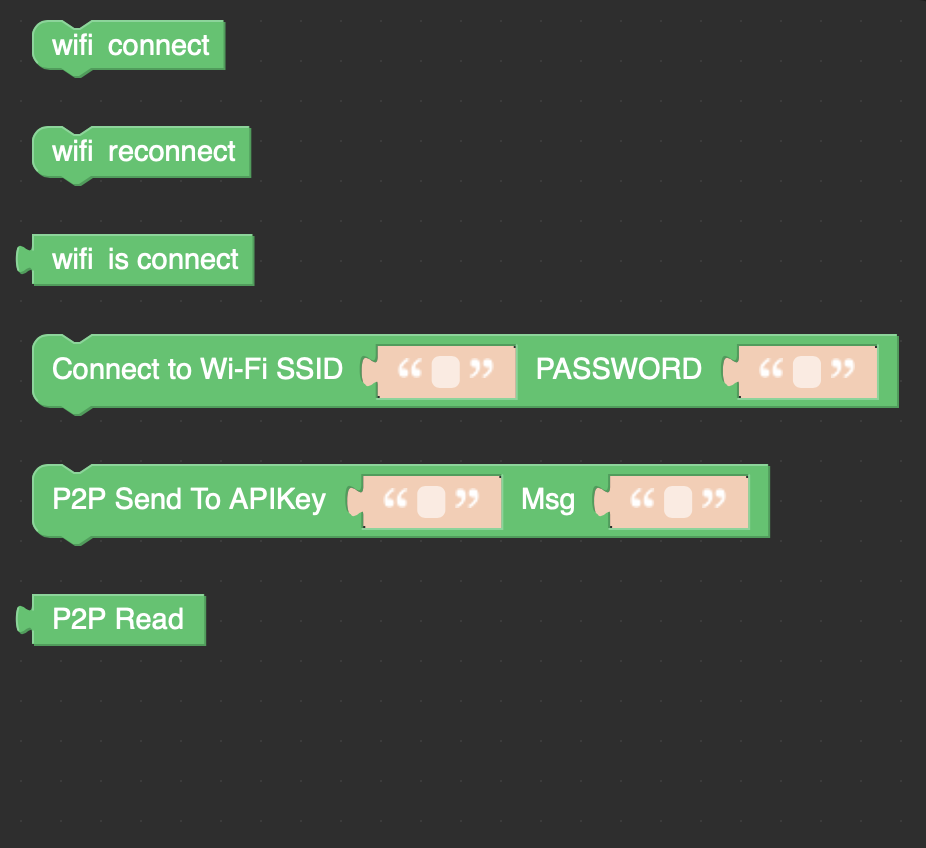 wifi connect
wifi reconnect
wifi is connect
Connect to Wi-Fi SSID “ ” PASSWORD “ ”
P2P Send To APIKey “ ” Msg “ ”
P2P Read